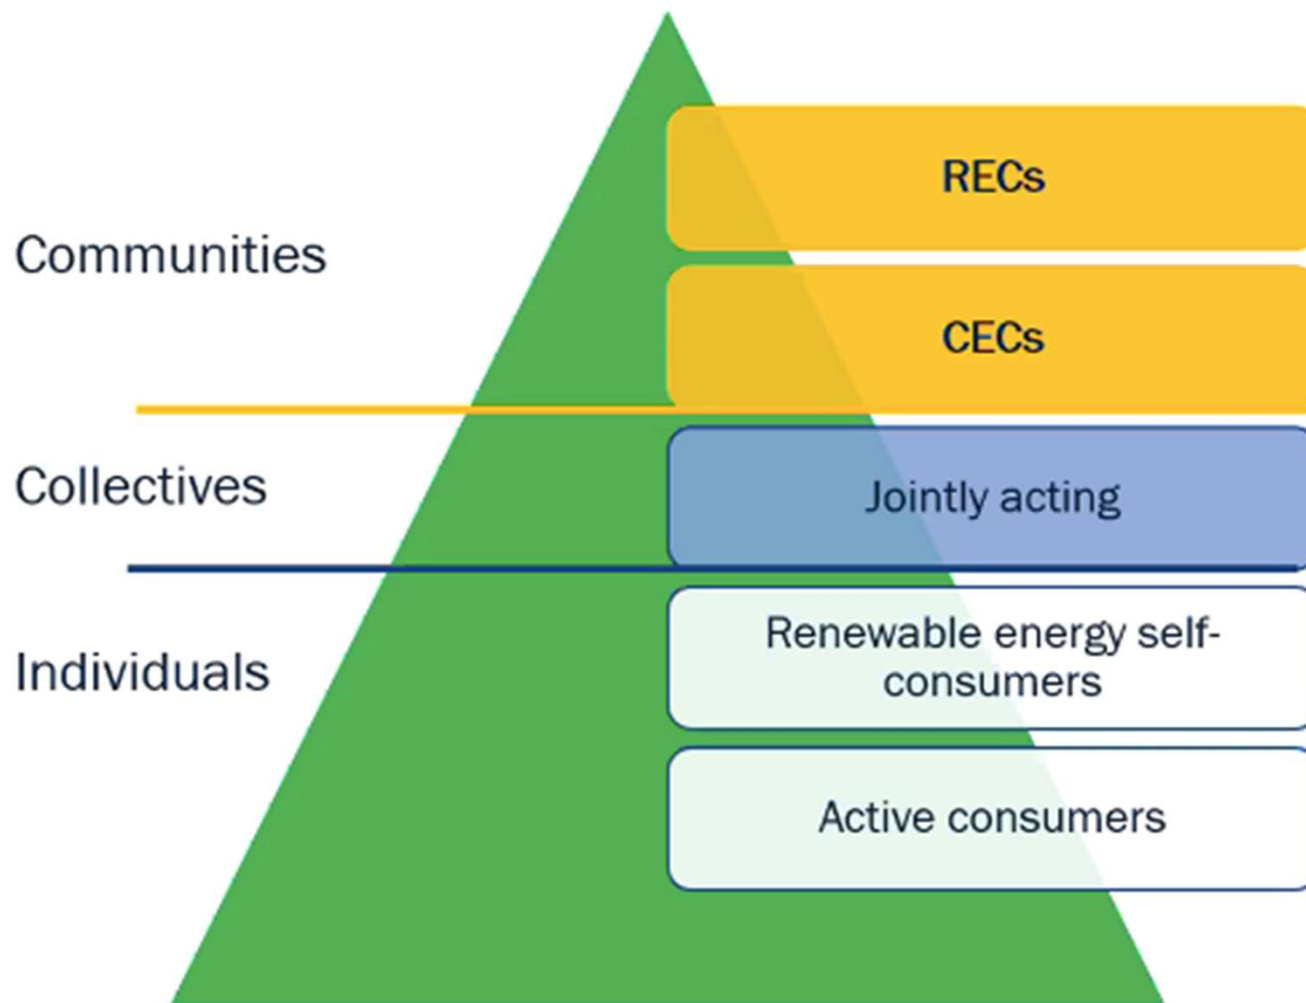 RECs
Communities
CECs
Collectives
Jointly acting
Renewable energy self-
consumers
Individuals
Active consumers